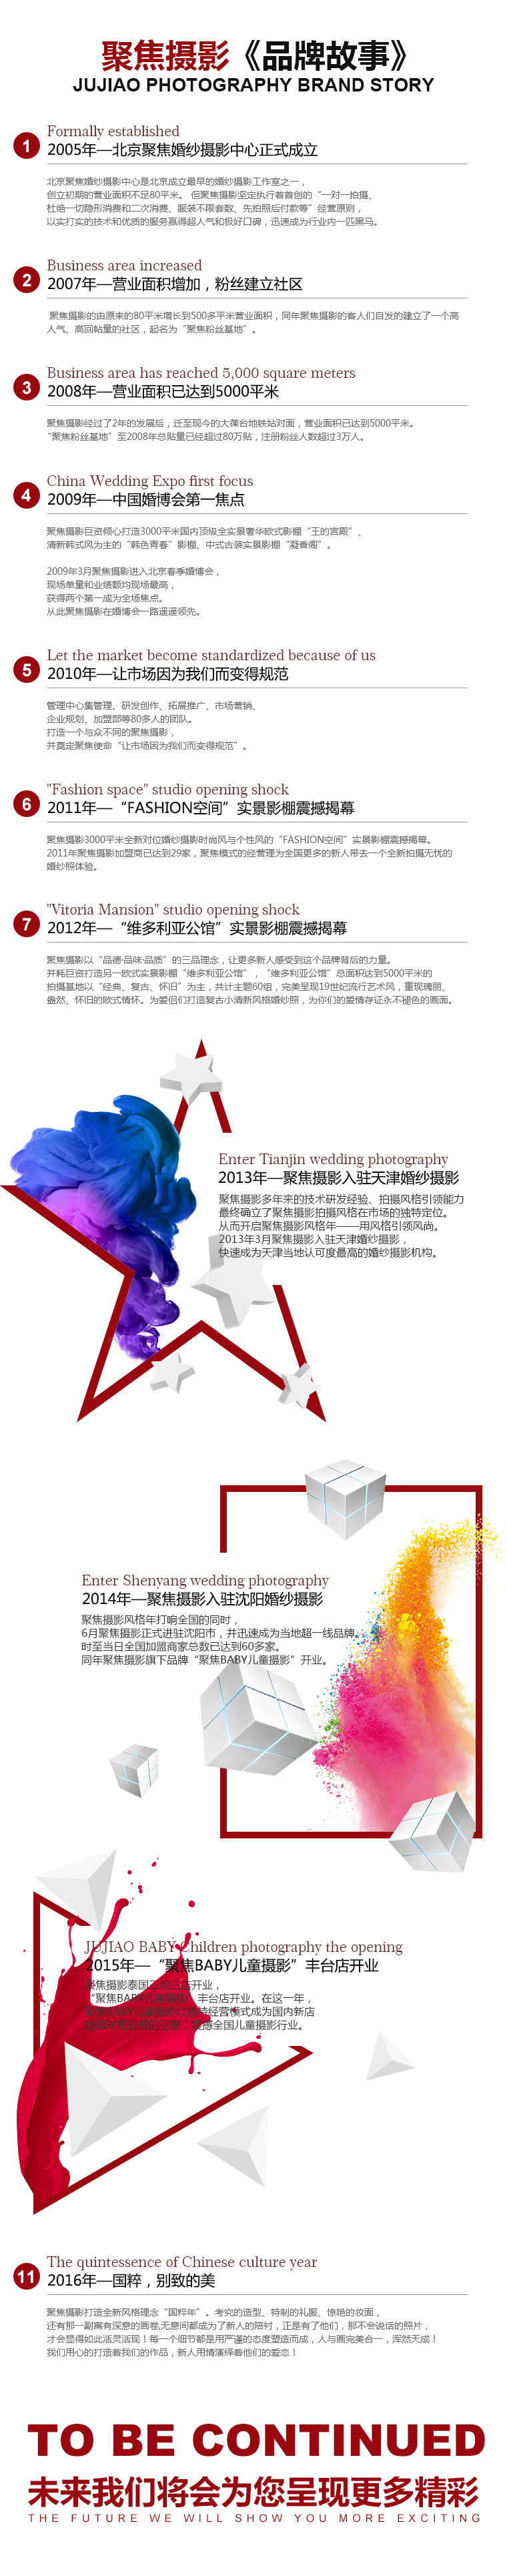 聚焦摄影《品牌故事》
JUJIAO PHOTOGRAPHY BRAND STORY
1
Formally established
2005年—北京聚焦婚纱摄影中心正式成立
北京聚焦婚纱摄影中心是北京成立最早的婚纱摄影工作室之一，
创立初期的营业面积不足80平米。 但聚焦摄影坚定执行着首创的“一对一拍摄、
杜绝一切隐形消费和二次消费、服装不限套数、先拍照后付款等”经营原则，
以实打实的技术和优质的服务赢得超人气和极好口碑，迅速成为行业内一匹黑马。
2
Business area increased
2007年—营业面积增加，粉丝建立社区
聚焦摄影的由原来的80平米增长到500多平米营业面积，同年聚焦摄影的客人们自发的建立了一个高
人气、高回帖量的社区，起名为“聚焦粉丝基地”。
3
Business area has reached 5,000 square meters
2008年—营业面积已达到5000平米
聚焦摄影经过了2年的发展后，迁至现今的大葆台地铁站对面，营业面积已达到5000平米。
“聚焦粉丝基地”至2008年总贴量已经超过80万贴，注册粉丝人数超过3万人。
4
China Wedding Expo first focus
2009年—中国婚博会第一焦点
聚焦摄影巨资倾心打造3000平米国内顶级全实景奢华欧式影棚“王的宫殿”、
清新韩式风为主的“韩色青春”影棚、中式古装实景影棚“凝香阁”。
2009年3月聚焦摄影进入北京春季婚博会，
现场单量和业绩额均现场最高，
获得两个第一成为全场焦点。
从此聚焦摄影在婚博会一路遥遥领先。
5
Let the market become standardized because of us
2010年—让市场因为我们而变得规范
管理中心集管理、研发创作、拓展推广、市场营销、
企业规划、加盟部等80多人的团队。
打造一个与众不同的聚焦摄影，
并奠定聚焦使命“让市场因为我们而变得规范”。
6
"Fashion space" studio opening shock
2011年—“FASHION空间”实景影棚震撼揭幕
聚焦摄影3000平米全新对位婚纱摄影时尚风与个性风的“FASHION空间”实景影棚震撼揭幕。
2011年聚焦摄影加盟商已达到29家，聚焦模式的经营理为全国更多的新人带去一个全新拍摄无忧的
婚纱照体验。
7
"Vitoria Mansion" studio opening shock
2012年—“维多利亚公馆”实景影棚震撼揭幕
聚焦摄影以“品德·品味·品质”的三品理念，让更多新人感受到这个品牌背后的力量。
并耗巨资打造另一欧式实景影棚“维多利亚公馆”，“维多利亚公馆”总面积达到5000平米的
拍摄基地以“经典、复古、怀旧”为主，共计主题60组，完美呈现19世纪流行艺术风，重现瑰丽、
盎然、怀旧的欧式情怀。为爱侣们打造复古小清新风格婚纱照，为你们的爱情存证永不褪色的画面。
Enter Tianjin wedding photography
2013年—聚焦摄影入驻天津婚纱摄影
聚焦摄影多年来的技术研发经验、拍摄风格引领能力
最终确立了聚焦摄影拍摄风格在市场的独特定位。
从而开启聚焦摄影风格年——用风格引领风尚。
2013年3月聚焦摄影入驻天津婚纱摄影，
快速成为天津当地认可度最高的婚纱摄影机构。
Enter Shenyang wedding photography
2014年—聚焦摄影入驻沈阳婚纱摄影
聚焦摄影风格年打响全国的同时，
6月聚焦摄影正式进驻沈阳市，并迅速成为当地超一线品牌。
时至当日全国加盟商家总数已达到60多家。
同年聚焦摄影旗下品牌“聚焦BABY儿童摄影”开业。
JUJIAO BABY Children photography the opening
2015年—“聚焦BABY儿童摄影”丰台店开业
聚焦摄影泰国 店开业，
“聚焦BABY儿童摄影”丰台店开业。在这一年，
经营模式成为国内新店
全国儿童摄影行业。
11
The quintessence of Chinese culture year
2016年—国粹，别致的美
聚焦摄影打造全新风格理念“国粹年”。考究的造型、特制的礼服、惊艳的妆面，
还有那一副寓有深意的画卷,无意间都成为了新人的陪衬，正是有了他们，那不会说话的照片，
才会显得如此活灵活现！每一个细节都是用严谨的态度塑造而成，人与画完美合一，浑然天成！
我们用心的打造着我们的作品，新人用情演绎着他们的爱恋！
TO BE CONTINUED
未来我们将会为您呈现更多精彩
THE FUTURE WE WILL SHOW YOU MORE EXCITING